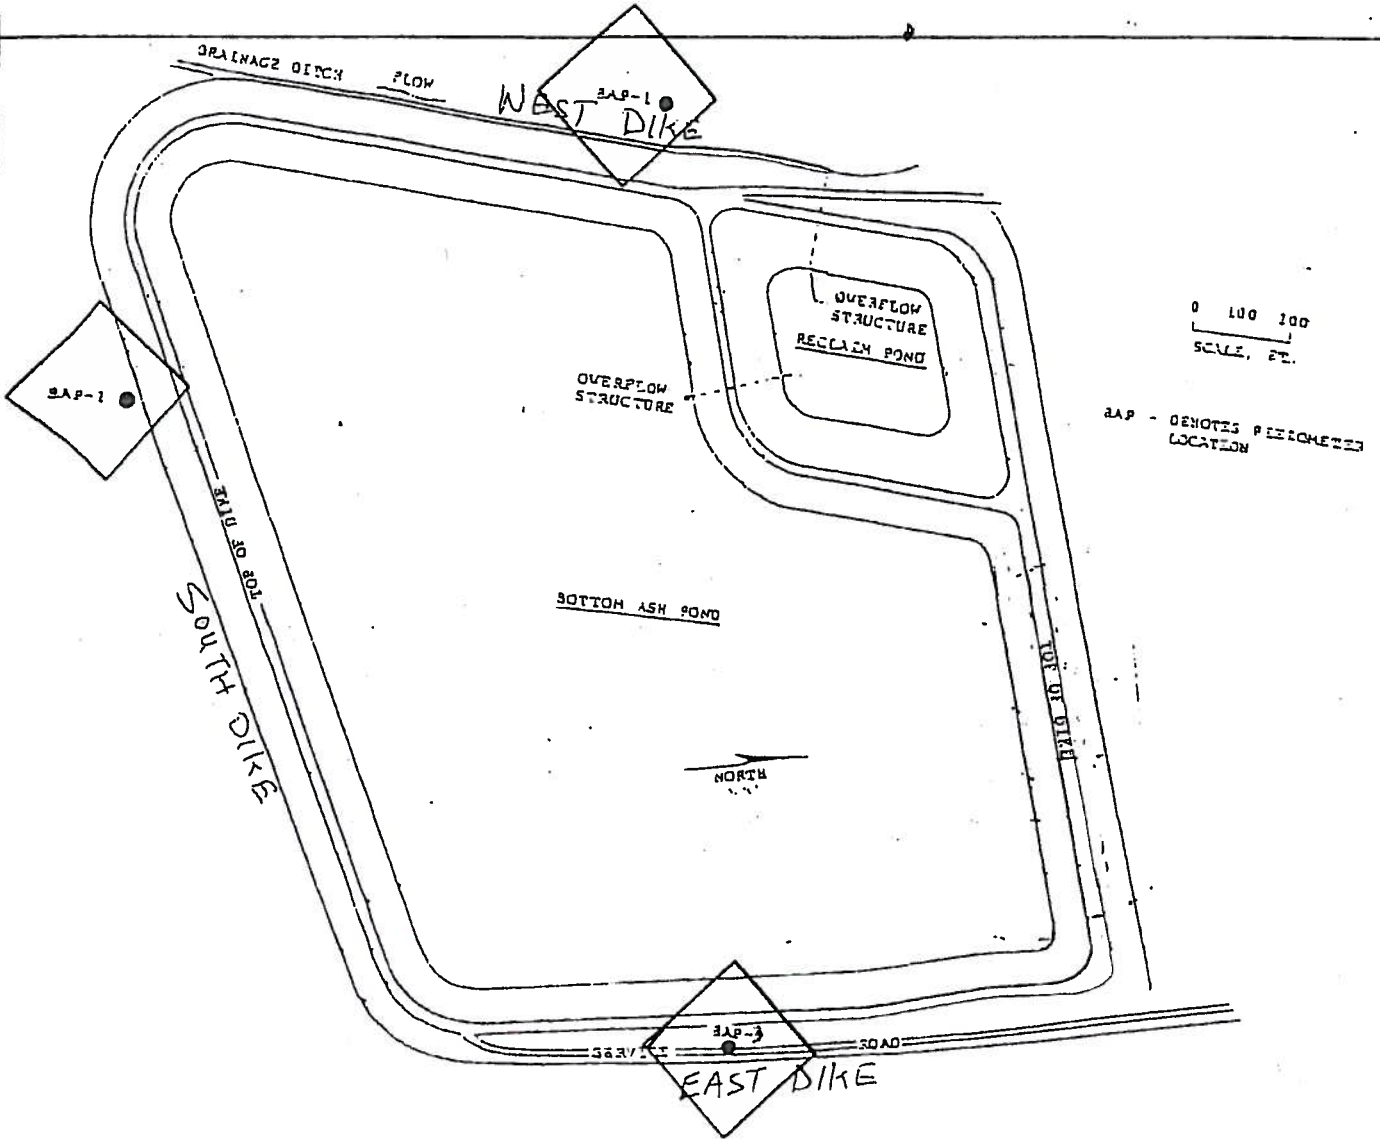 DRAINAGE DITCH FLOW
BAP-1
WEST DIKE
OVERFLOW
STRUCTURE
RECLAIM POND
0 100 200
SCALE, FT.
OVERFLOW
STRUCTURE
BAP-2
BAP - DENOTES PIEZOMETER
LOCATION
TOP OF DIKE
SOUTH DIKE
BOTTOM ASH POND
TOP OF DIKE
NORTH
BAP-3
SERVICE ROAD
EAST DIKE